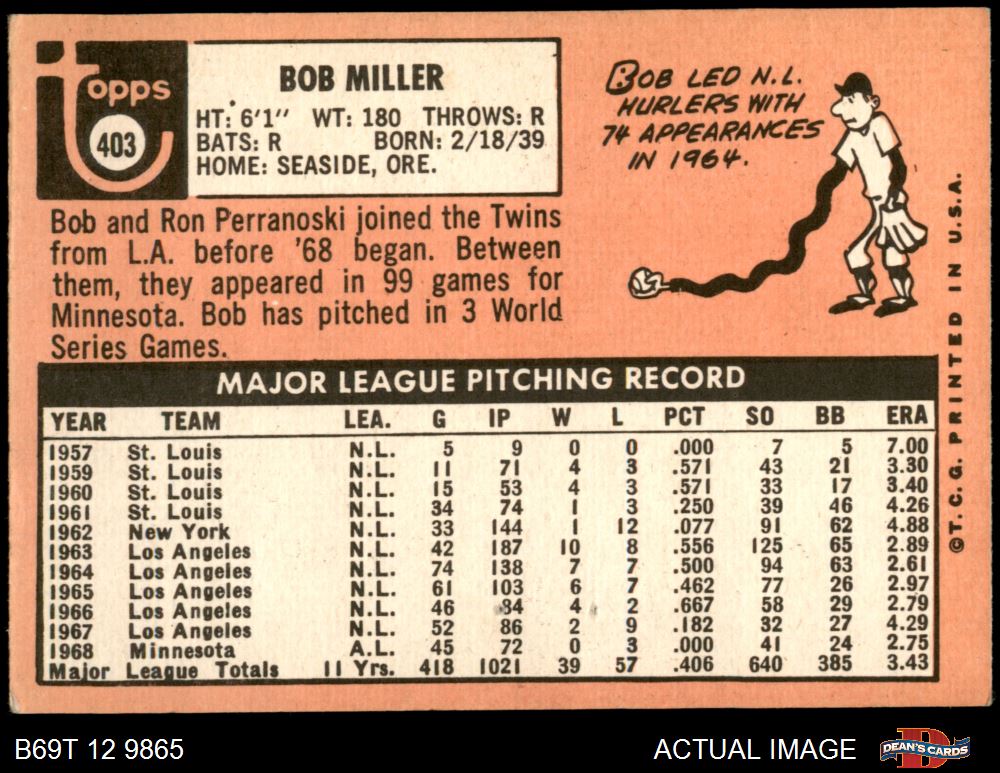 Topps
403
BOB MILLER
HT: 6'1" WT: 180 THROWS: R
BATS: R BORN: 2/18/39
HOME: SEASIDE, ORE.
BOB LED N.L.
HURLERS WITH
74 APPEARANCES
IN 1964.
Bob and Ron Perranoski joined the Twins
from L.A. before '68 began. Between
them, they appeared in 99 games for
Minnesota. Bob has pitched in 3 World
Series Games.
MAJOR LEAGUE PITCHING RECORD
YEAR TEAM LEA. G IP W L PCT SO BB ERA
1957 St. Louis N.L. 5 9 0 0 .000 7 5 7.00
1959 St. Louis N.L. 11 71 4 3 .571 43 21 3.30
1960 St. Louis N.L. 15 53 4 3 .571 33 17 3.40
1961 St. Louis N.L. 34 74 1 3 .250 39 46 4.26
1962 New York N.L. 33 144 1 12 .077 91 62 4.88
1963 Los Angeles N.L. 42 187 10 8 .556 125 65 2.89
1964 Los Angeles N.L. 74 138 7 7 .500 94 63 2.61
1965 Los Angeles N.L. 61 103 6 7 .462 77 26 2.97
1966 Los Angeles N.L. 46 84 4 2 .667 58 29 2.79
1967 Los Angeles N.L. 52 86 2 9 .182 32 27 4.29
1968 Minnesota A.L. 45 72 0 3 .000 41 24 2.75
Major League Totals 11 Yrs. 418 1021 39 57 .406 640 385 3.43
©T.C.G. PRINTED IN U.S.A.
B69T 12 9865
ACTUAL IMAGE
DEAN'S CARDS